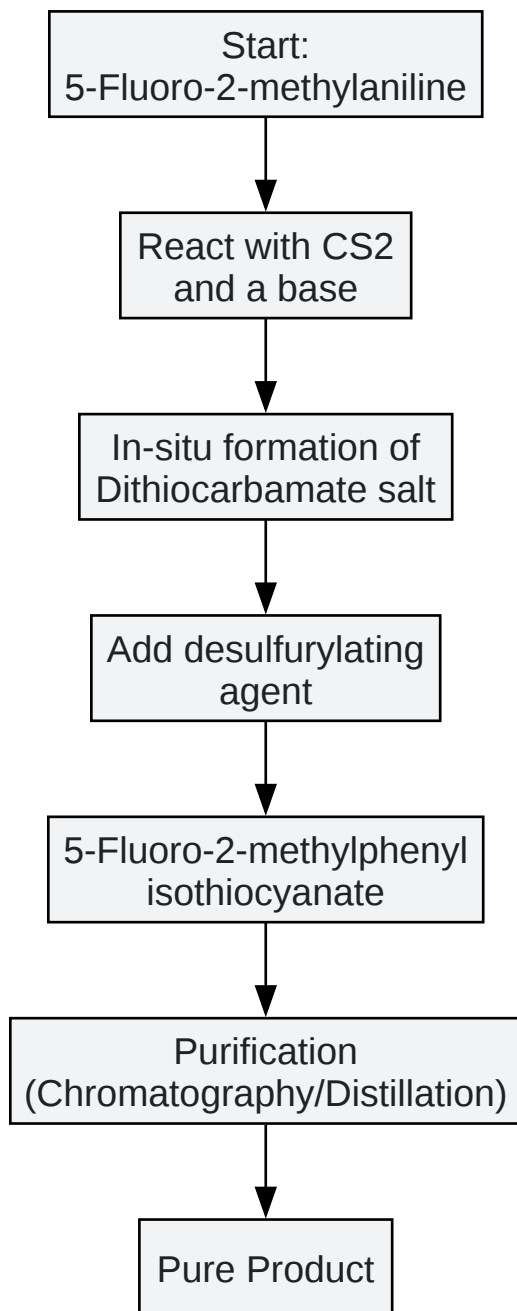 Start:
5-Fluoro-2-methylaniline
React with CS2
and a base
In-situ formation of
Dithiocarbamate salt
Add desulfurylating
agent
5-Fluoro-2-methylphenyl
isothiocyanate
Purification
(Chromatography/Distillation)
Pure Product